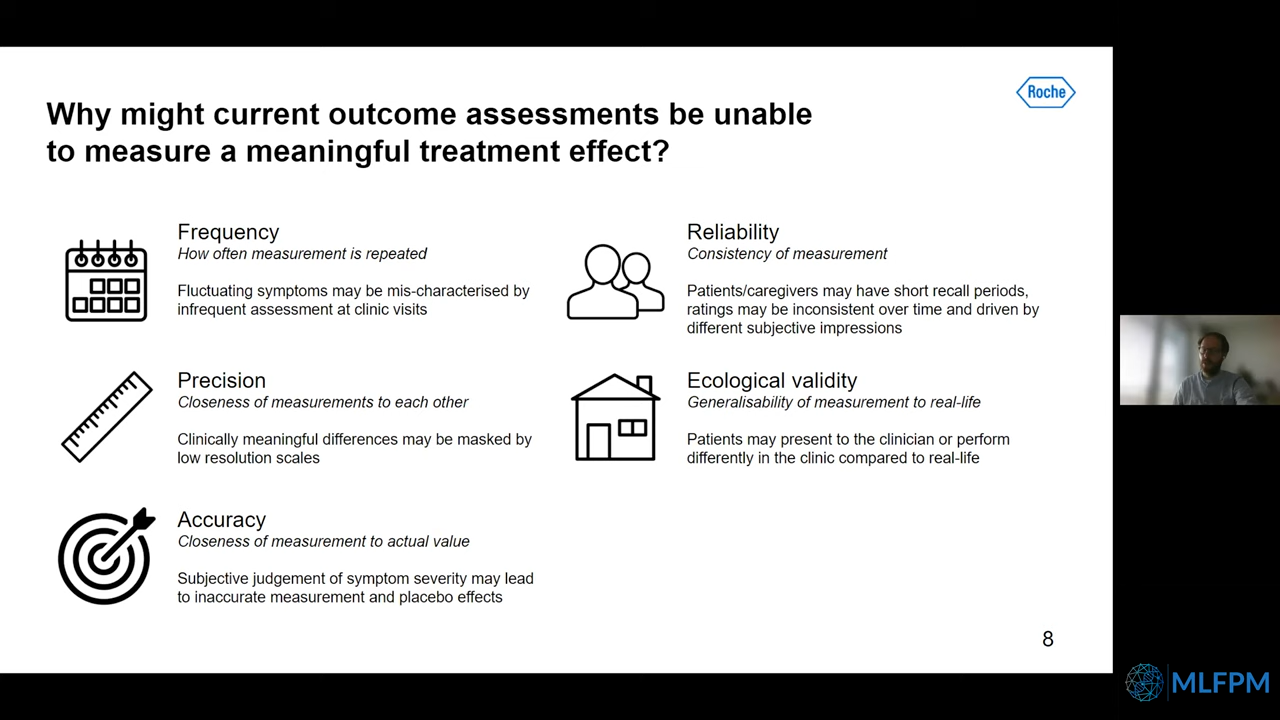 Why might current outcome assessments be unable
to measure a meaningful treatment effect?
Roche
Frequency
How often measurement is repeated
Fluctuating symptoms may be mis-characterised by
infrequent assessment at clinic visits
Precision
Closeness of measurements to each other
Clinically meaningful differences may be masked by
low resolution scales
Accuracy
Closeness of measurement to actual value
Subjective judgement of symptom severity may lead
to inaccurate measurement and placebo effects
Reliability
Consistency of measurement
Patients/caregivers may have short recall periods,
ratings may be inconsistent over time and driven by
different subjective impressions
Ecological validity
Generalisability of measurement to real-life
Patients may present to the clinician or perform
differently in the clinic compared to real-life
8
MLFPM